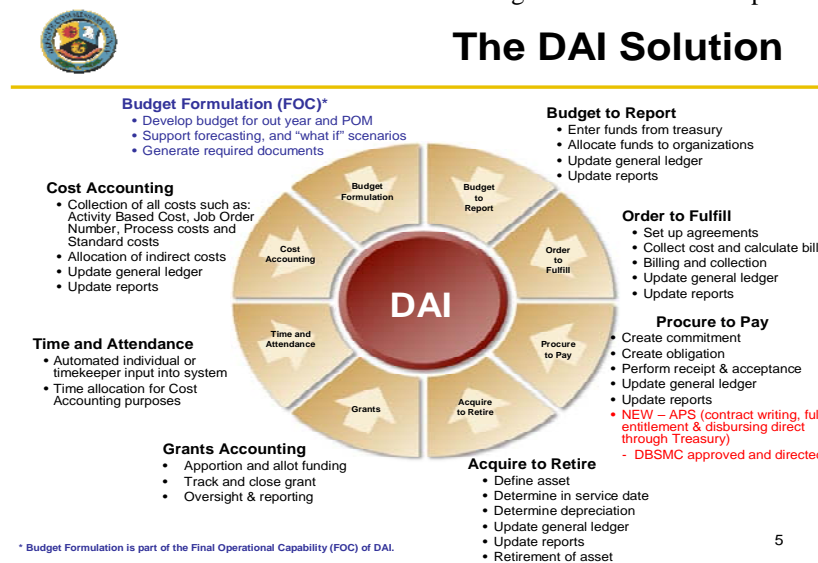 The DAI Solution
Budget Formulation (FOC)*
• Develop budget for out year and POM
• Support forecasting, and “what if” scenarios
• Generate required documents
Budget to Report
• Enter funds from treasury
• Allocate funds to organizations
• Update general ledger
• Update reports
Cost Accounting
• Collection of all costs such as:
Activity Based Cost, Job Order
Number, Process costs and
Standard costs
• Allocation of indirect costs
• Update general ledger
• Update reports
Order to Fulfill
• Set up agreements
• Collect cost and calculate bill
• Billing and collection
• Update general ledger
• Update reports
Time and Attendance
• Automated individual or
timekeeper input into system
• Time allocation for Cost
Accounting purposes
Procure to Pay
• Create commitment
• Create obligation
• Perform receipt & acceptance
• Update general ledger
• Update reports
• NEW – APS (contract writing, ful
entitlement & disbursing direct
through Treasury)
- DBSMC approved and directe
Grants Accounting
• Apportion and allot funding
• Track and close grant
• Oversight & reporting
Acquire to Retire
• Define asset
• Determine in service date
• Determine depreciation
• Update general ledger
• Update reports
• Retirement of asset
Budget
Formulation
Budget
to
Report
Order
to
Fulfill
Procure
to Pay
Acquire
to Retire
Grants
Time and
Attendance
Cost
Accounting
DAI
* Budget Formulation is part of the Final Operational Capability (FOC) of DAI.
5